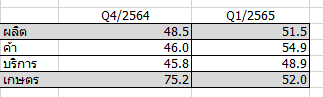 Q4/2564 Q1/2565
ผลิต 48.5 51.5
ค้า 46.0 54.9
บริการ 45.8 48.9
เกษตร 75.2 52.0